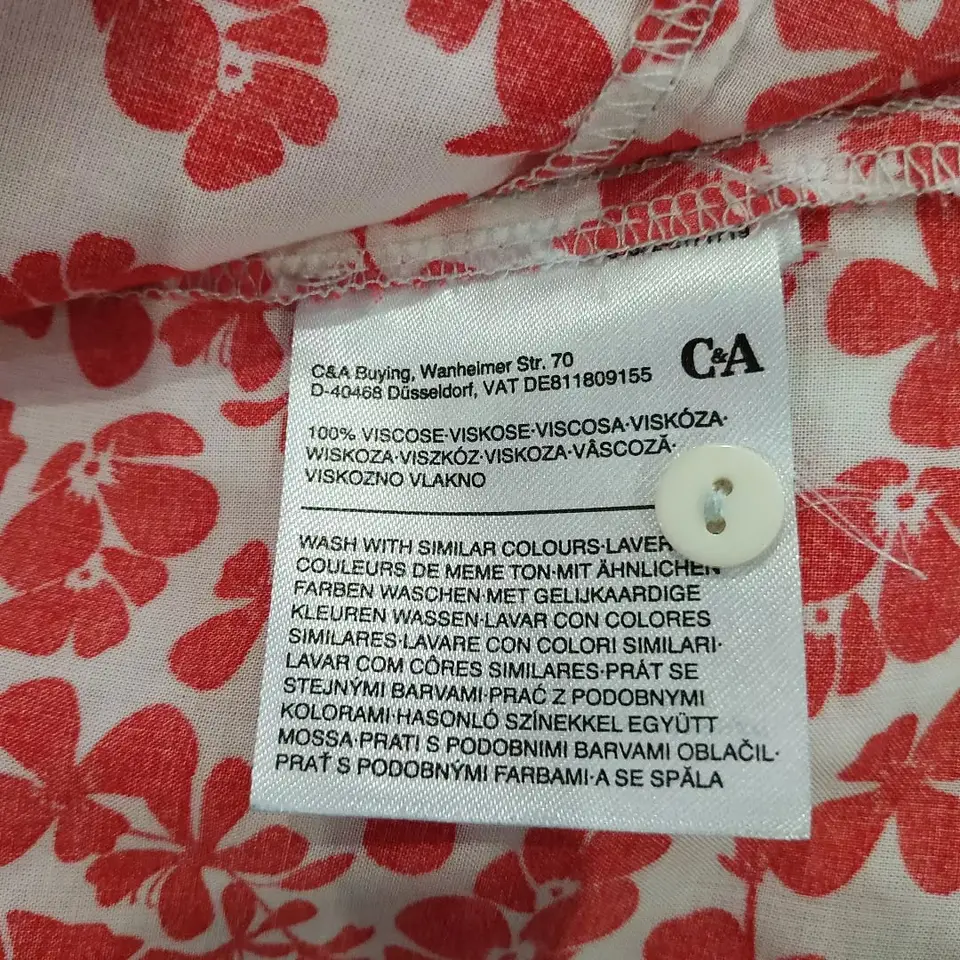 C&A Buying, Wanheimer Str. 70
D-40468 Düsseldorf, VAT DE811809155
C&A
100% VISCOSE·VISKOSE·VISCOSA·VISKÓZA·
WISKOZA·VISZKÓZ·VISKOZA·VÂSCOZĂ·
VISKOZNO VLAKNO
WASH WITH SIMILAR COLOURS·
COULEURS DE MEME TON·MIT ÄHNLICHEN
FARBEN WASCHEN·MET GELIJKAARDIGE
KLEUREN WASSEN·LAVAR CON COLORES
SIMILARES·LAVARE CON COLORI SIMILARI·
LAVAR COM CÔRES SIMILARES·PRÁT SE
STEJNÝMI BARVAMI·PRAĆ Z PODOBNYMI
KOLORAMI·HASONLÓ SZÍNEKKEL EGYÜTT
MOSSA·PRATI S PODOBNIMI BARVAMI OBLAČIL·
PRAŤ S PODOBNÝMI FARBAMI·A SE SPĂLA